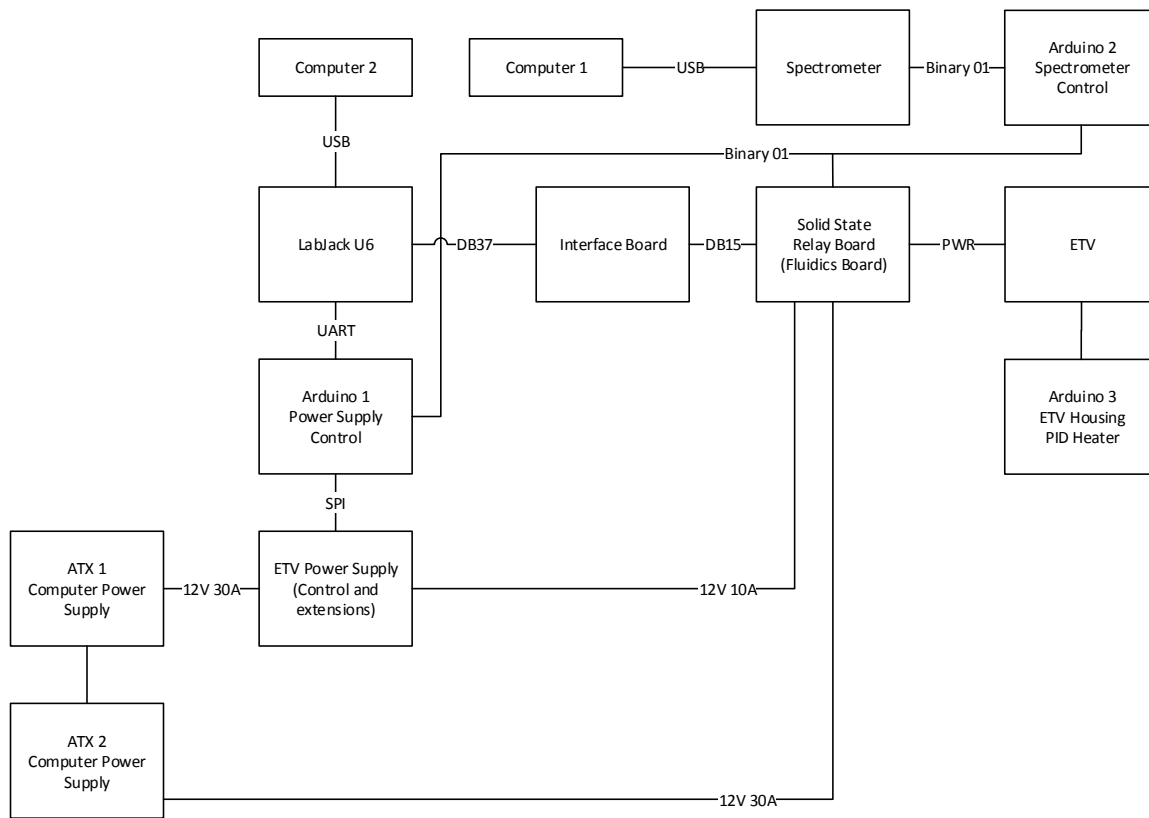 Computer 2
Computer 1
USB
Spectrometer
Binary 01
Arduino 2
Spectrometer
Control
USB
Binary 01
LabJack U6
DB37
Interface Board
DB15
Solid State
Relay Board
(Fluidics Board)
PWR
ETV
UART
Arduino 1
Power Supply
Control
Arduino 3
ETV Housing
PID Heater
SPI
ATX 1
Computer Power
Supply
12V 30A
ETV Power Supply
(Control and
extensions)
12V 10A
ATX 2
Computer Power
Supply
12V 30A